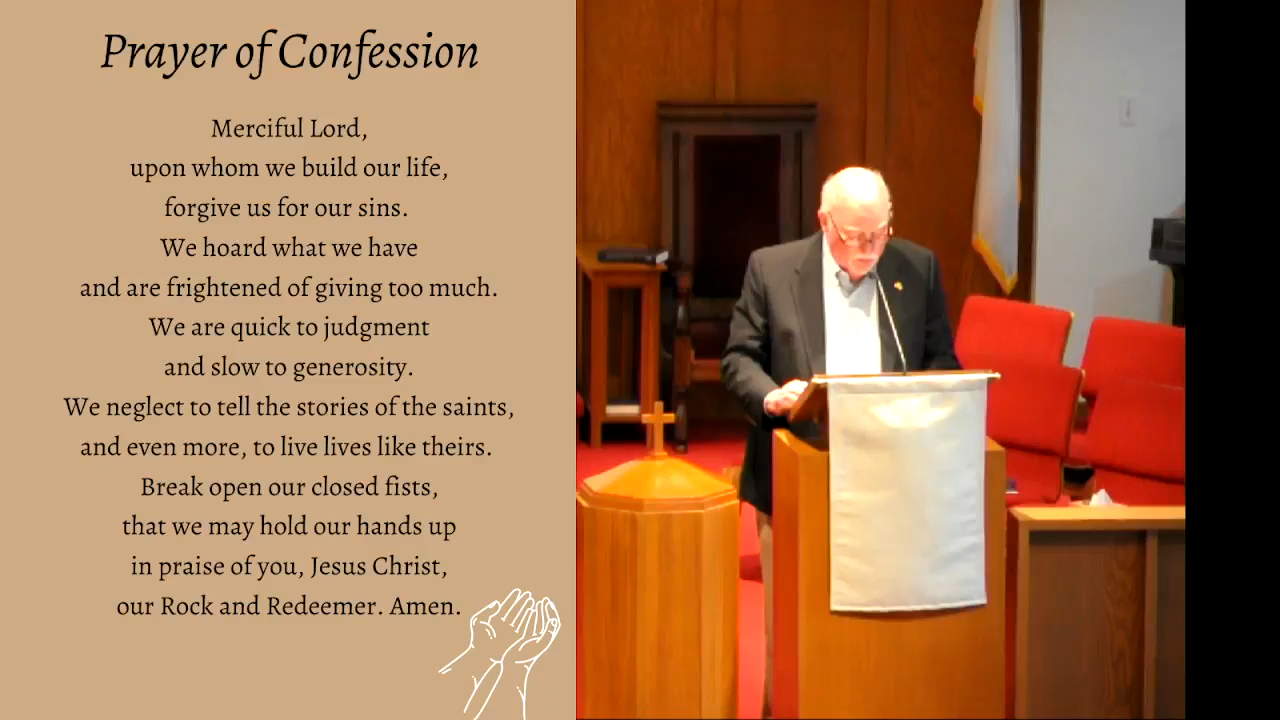 Prayer of Confession
Merciful Lord,
upon whom we build our life,
forgive us for our sins.
We hoard what we have
and are frightened of giving too much.
We are quick to judgment
and slow to generosity.
We neglect to tell the stories of the saints,
and even more, to live lives like theirs.
Break open our closed fists,
that we may hold our hands up
in praise of you, Jesus Christ,
our Rock and Redeemer. Amen.